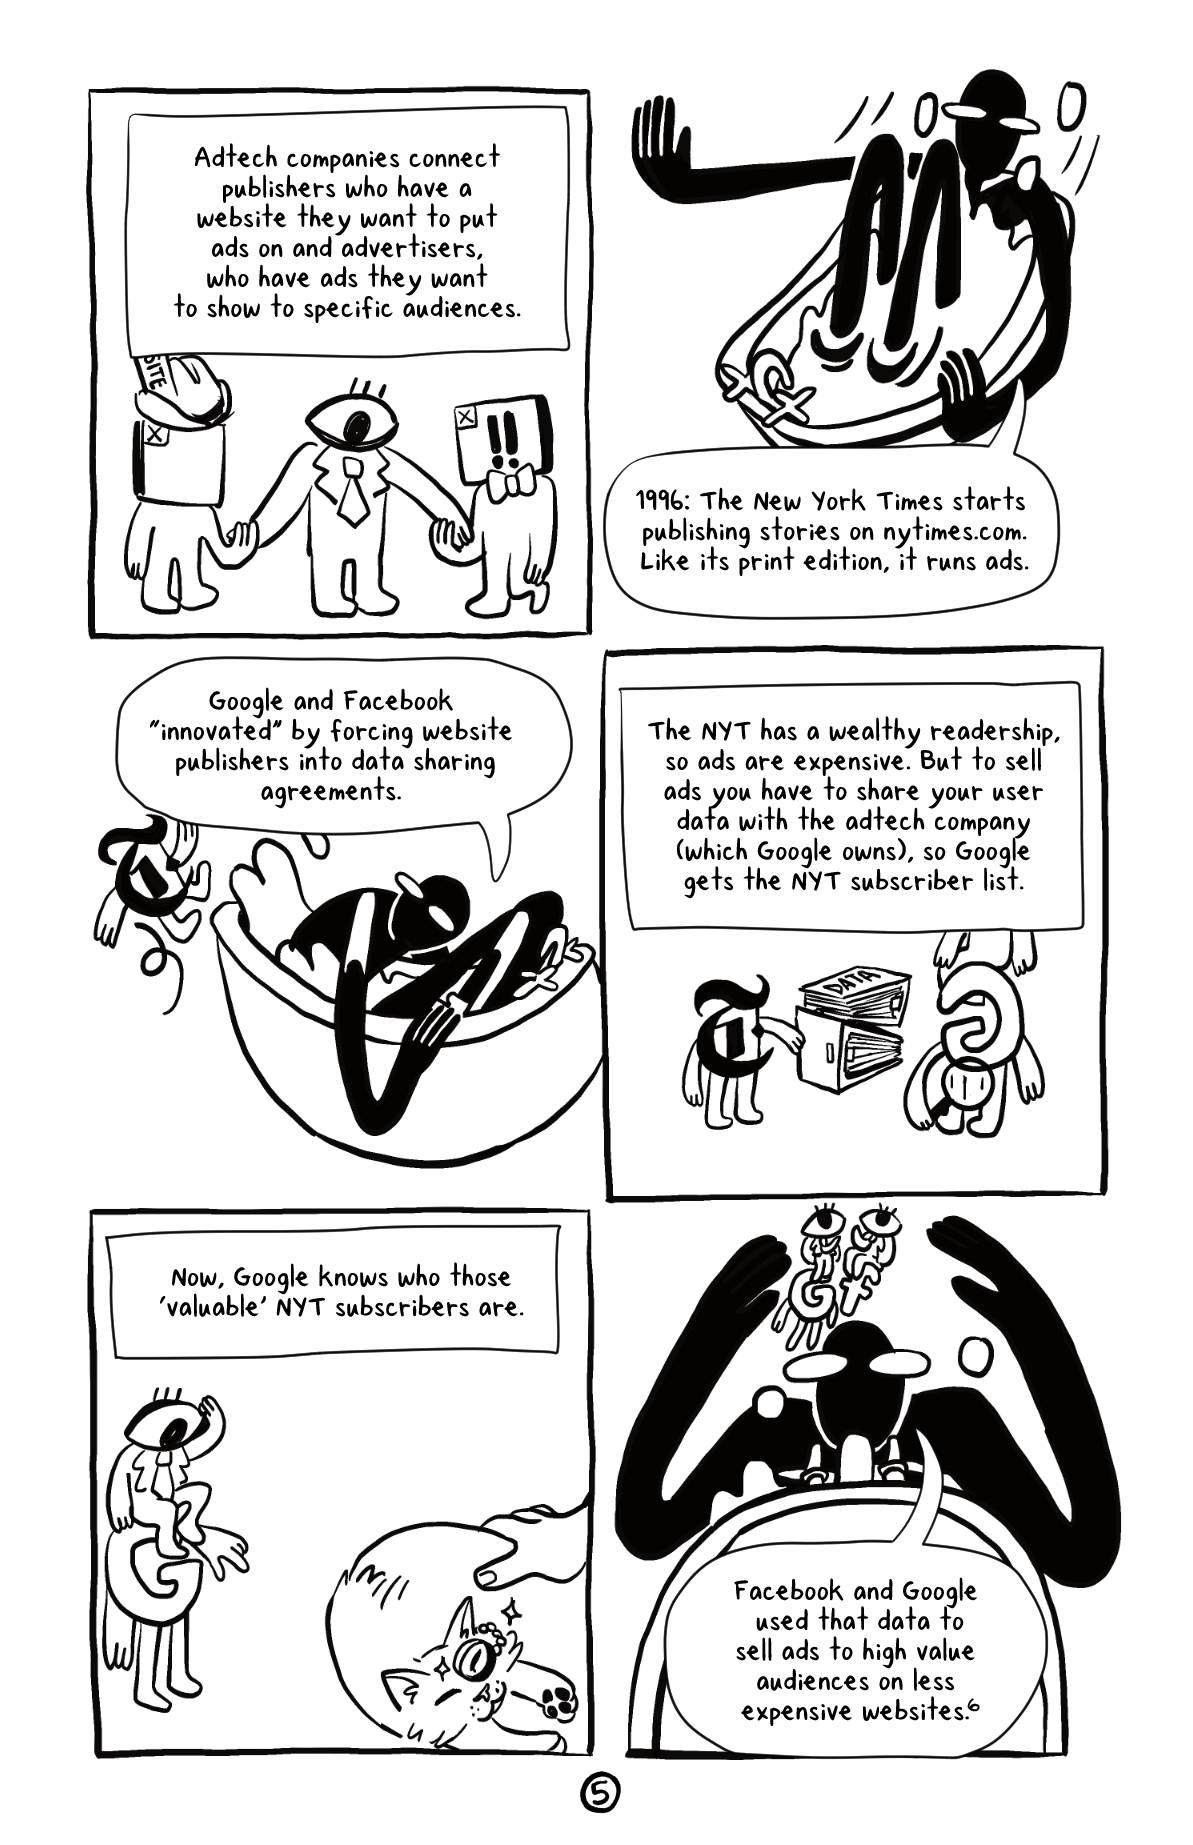 Adtech companies connect
publishers who have a
website they want to put
ads on and advertisers,
who have ads they want
to show to specific audiences.
SITE
!!
1996: The New York Times starts
publishing stories on nytimes.com.
Like its print edition, it runs ads.
Google and Facebook
"innovated" by forcing website
publishers into data sharing
agreements.
The NYT has a wealthy readership,
so ads are expensive. But to sell
ads you have to share your user
data with the adtech company
(which Google owns), so Google
gets the NYT subscriber list.
T
DATA
T
G
Now, Google knows who those
'valuable' NYT subscribers are.
G
G f
Facebook and Google
used that data to
sell ads to high value
audiences on less
expensive websites.6
5